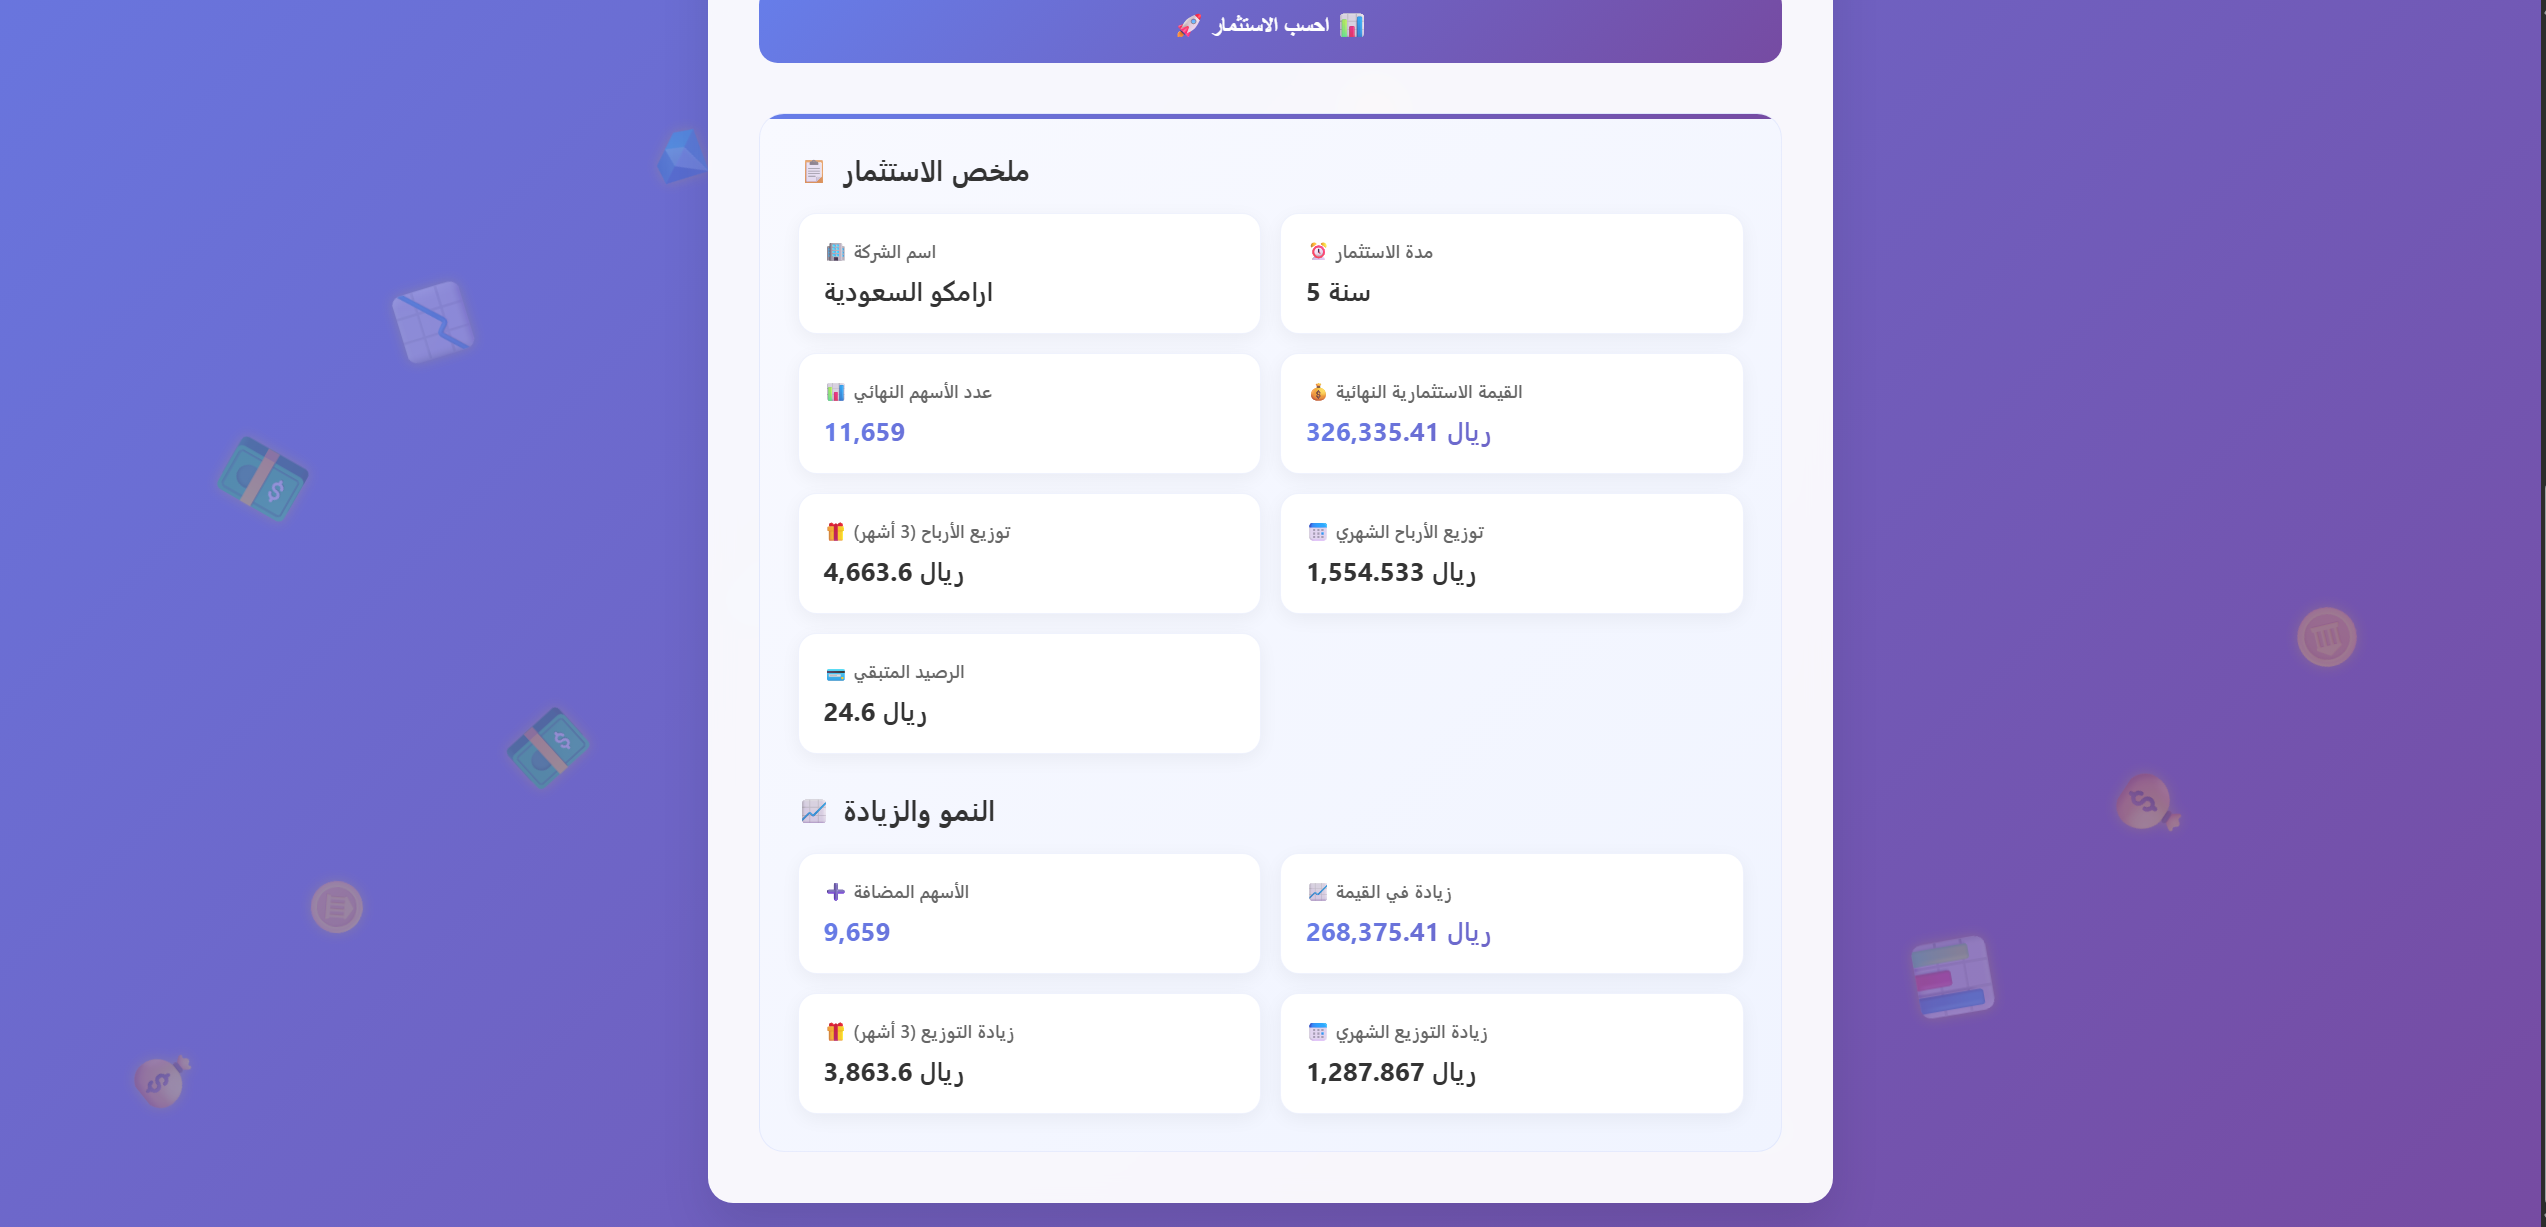 احسب الاستثمار
ملخص الاستثمار
اسم الشركة
ارامكو السعودية
مدة الاستثمار
5 سنة
عدد الأسهم النهائي
11,659
القيمة الاستثمارية النهائية
326,335.41 ريال
توزيع الأرباح (3 أشهر)
4,663.6 ريال
توزيع الأرباح الشهري
1,554.533 ريال
الرصيد المتبقي
24.6 ريال
النمو والزيادة
الأسهم المضافة
9,659
زيادة في القيمة
268,375.41 ريال
زيادة التوزيع (3 أشهر)
3,863.6 ريال
زيادة التوزيع الشهري
1,287.867 ريال